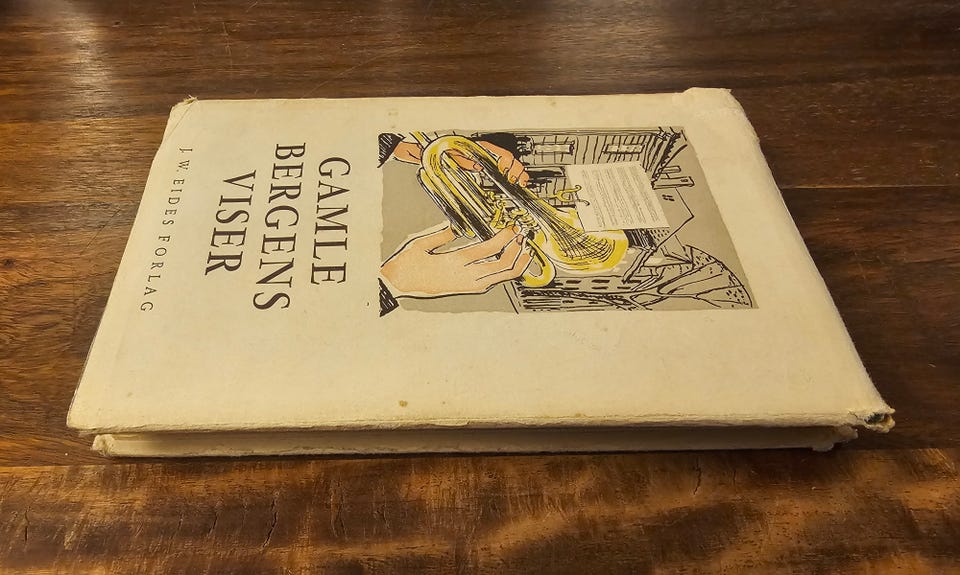 GAMLE
BERGENS
VISER
J. W. EIDES FORLAG